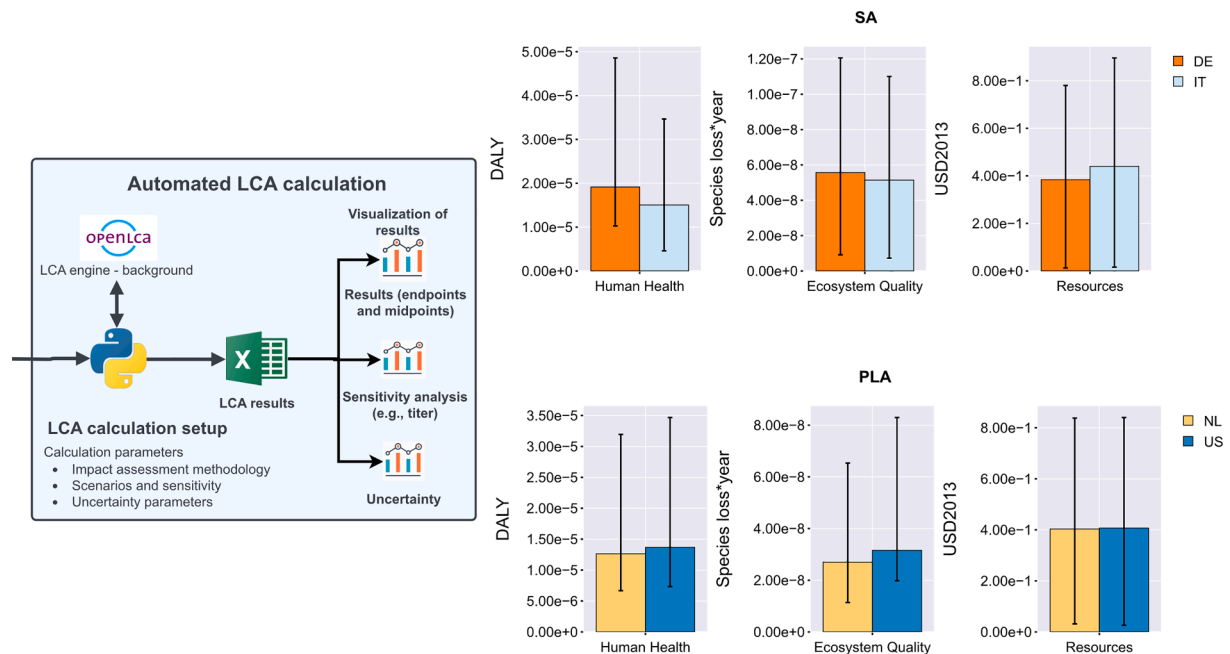 Automated LCA calculation
openLca
LCA engine - background
Visualization of
results
Results (endpoints
and midpoints)
X
LCA results
Sensitivity analysis
(e.g., titer)
LCA calculation setup
Calculation parameters
• Impact assessment methodology
• Scenarios and sensitivity
• Uncertainty parameters
Uncertainty
SA
DALY
5.00e−5
4.00e−5
3.00e−5
2.00e−5
1.00e−5
0.00e+0
Human Health
Species loss*year
1.20e−7
1.00e−7
8.00e−8
6.00e−8
4.00e−8
2.00e−8
0.00e+0
Ecosystem Quality
USD2013
8.00e−1
6.00e−1
4.00e−1
2.00e−1
0.00e+0
Resources
DE
IT
PLA
DALY
3.50e−5
3.00e−5
2.50e−5
2.00e−5
1.50e−5
1.00e−5
5.00e−6
0.00e+0
Human Health
Species loss*year
8.00e−8
6.00e−8
4.00e−8
2.00e−8
0.00e+0
Ecosystem Quality
USD2013
8.00e−1
6.00e−1
4.00e−1
2.00e−1
0.00e+0
Resources
NL
US